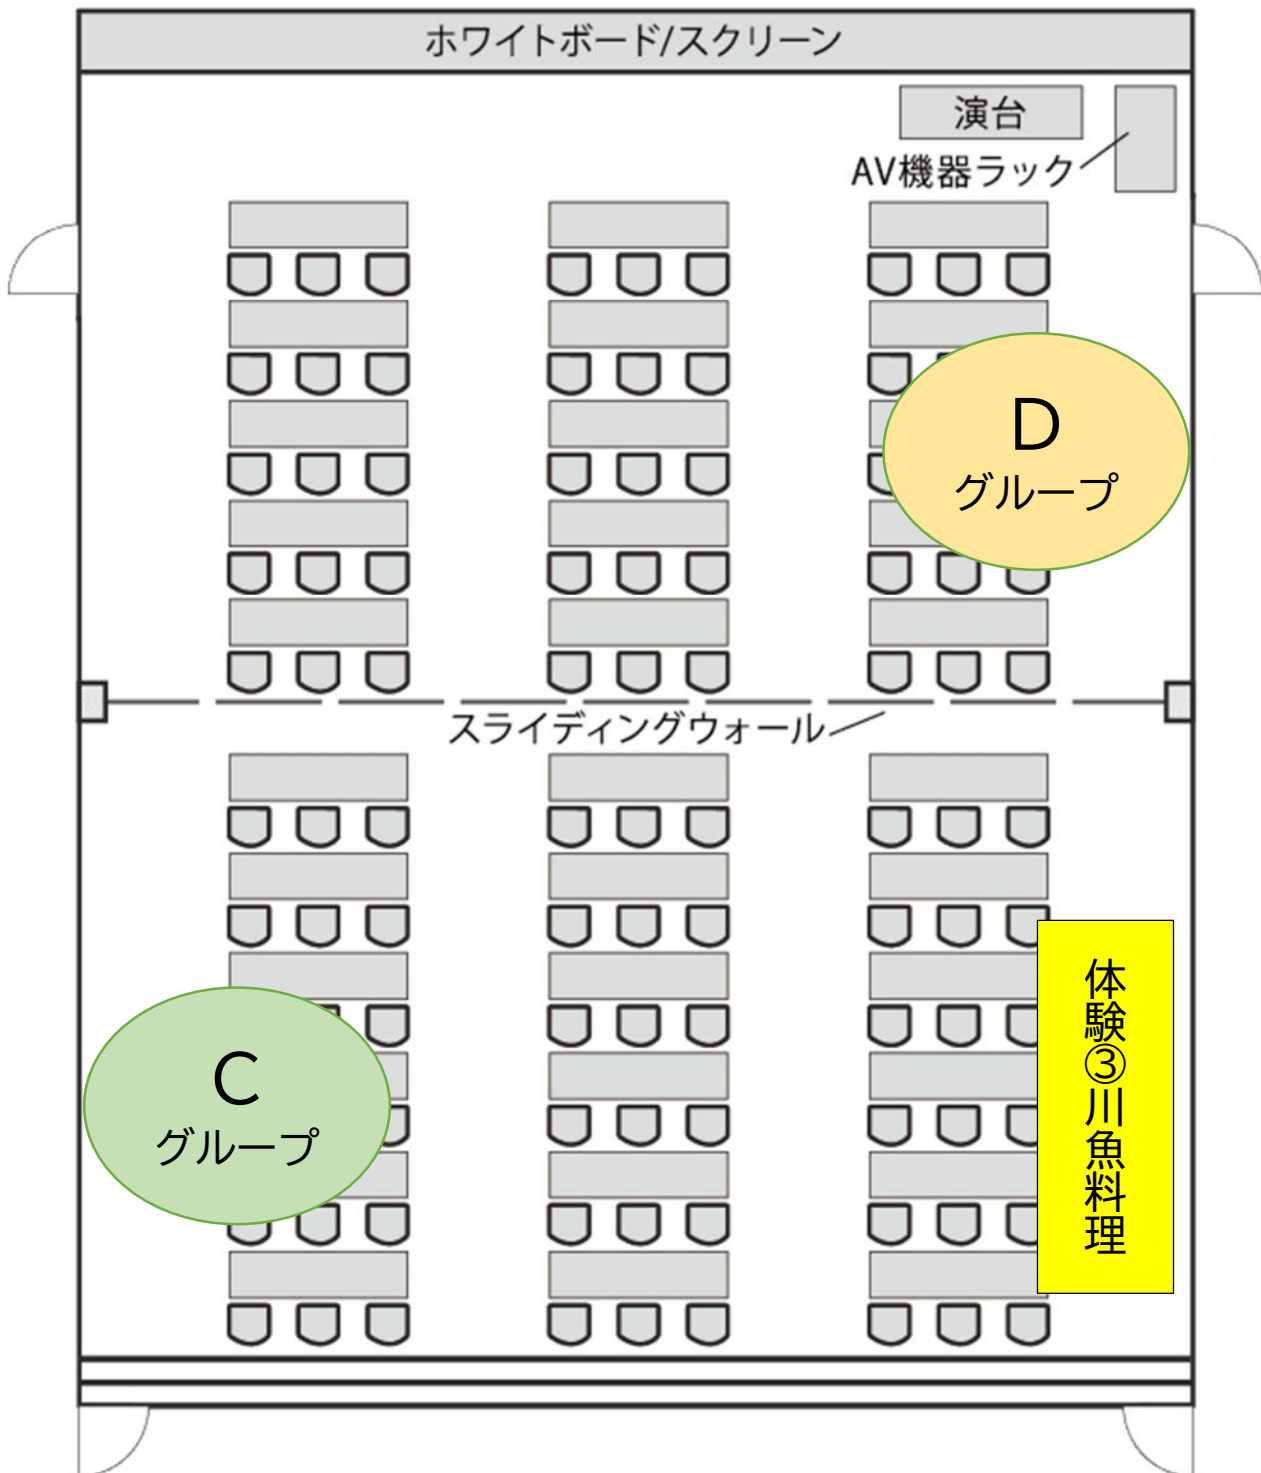 ホワイトボード/スクリーン
演台
AV機器ラック
D
グループ
スライディングウォール
C
グループ
体験③川魚料理